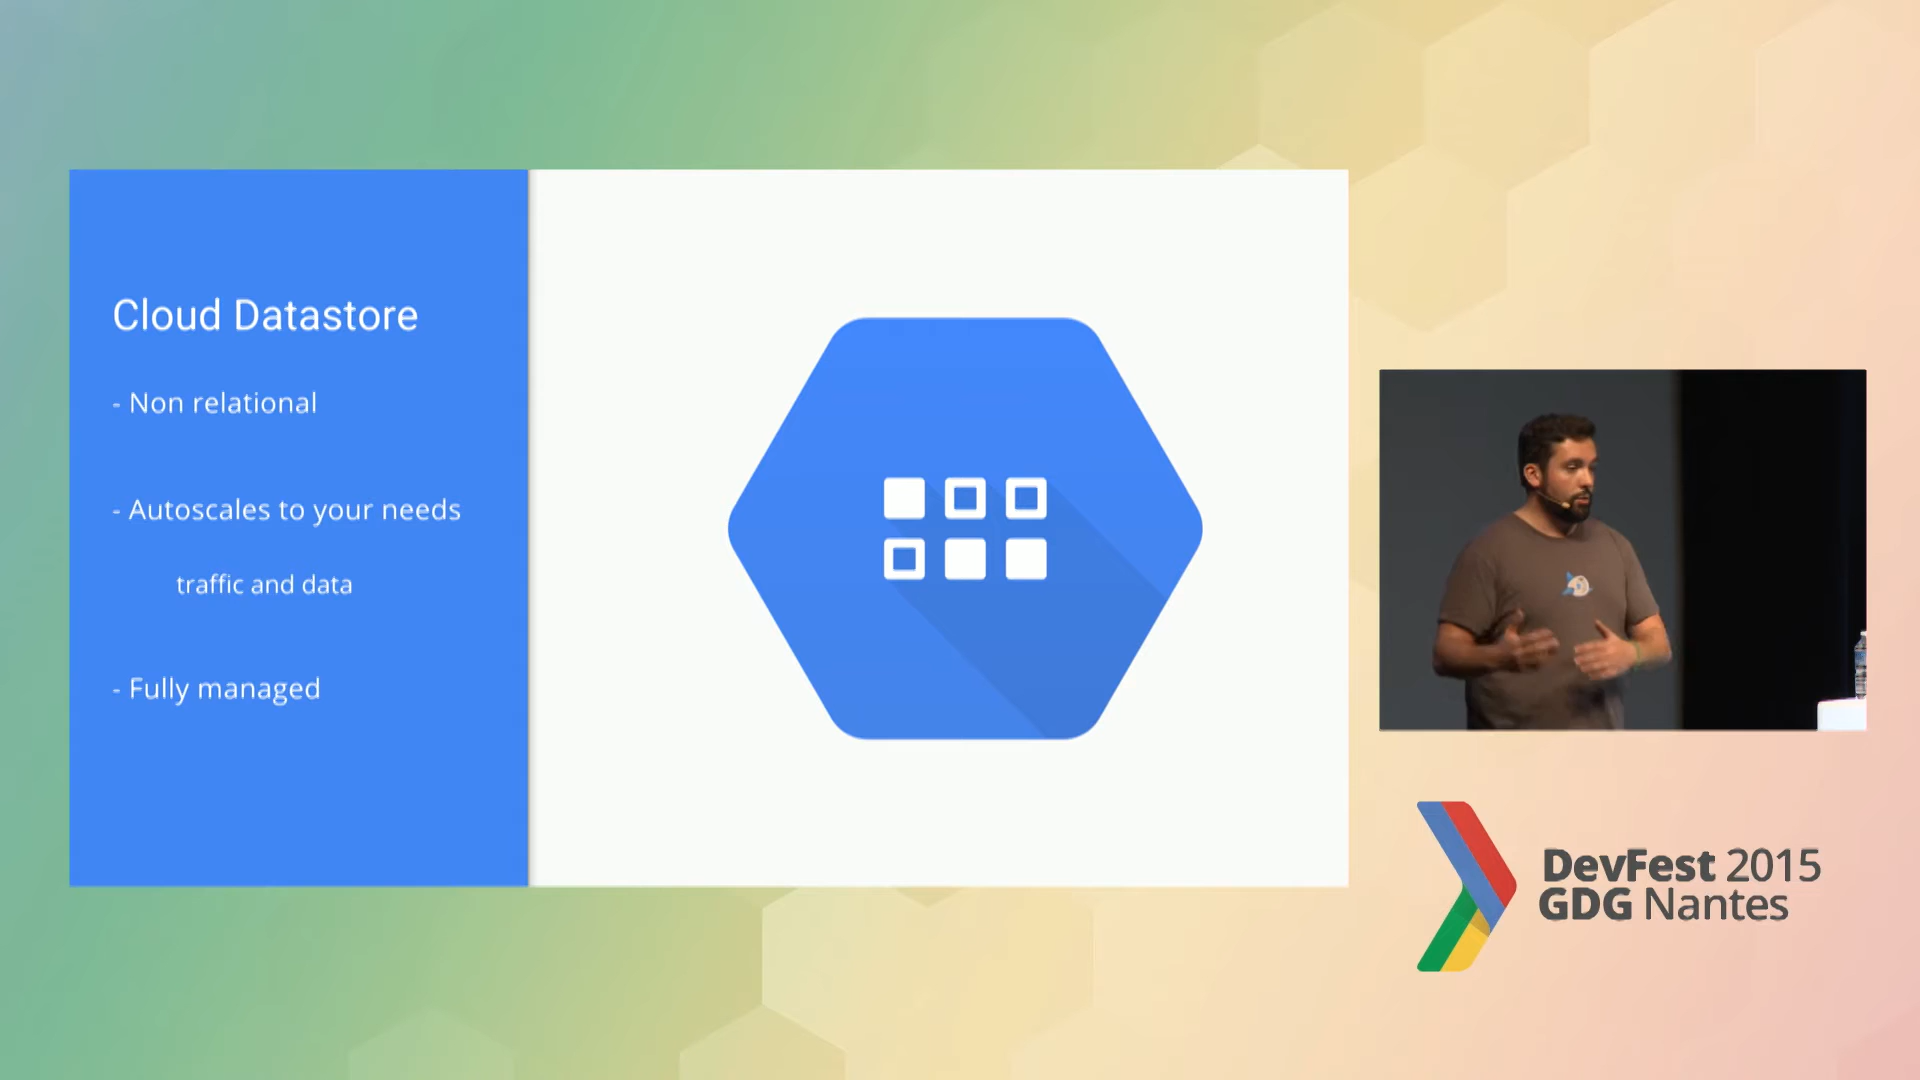 Cloud Datastore
- Non relational
- Autoscales to your needs
traffic and data
- Fully managed
DevFest 2015
GDG Nantes